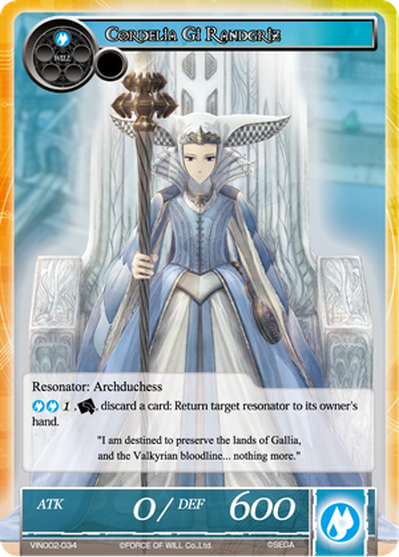 Cordelia Gi Randgriz
WILL
Resonator: Archduchess
1 , , discard a card: Return target resonator to its owner's
hand.
"I am destined to preserve the lands of Gallia,
and the Valkyrian bloodline... nothing more."
ATK 0 / DEF 600
VIN002-034 ©FORCE OF WILL Co.,Ltd. ©SEGA